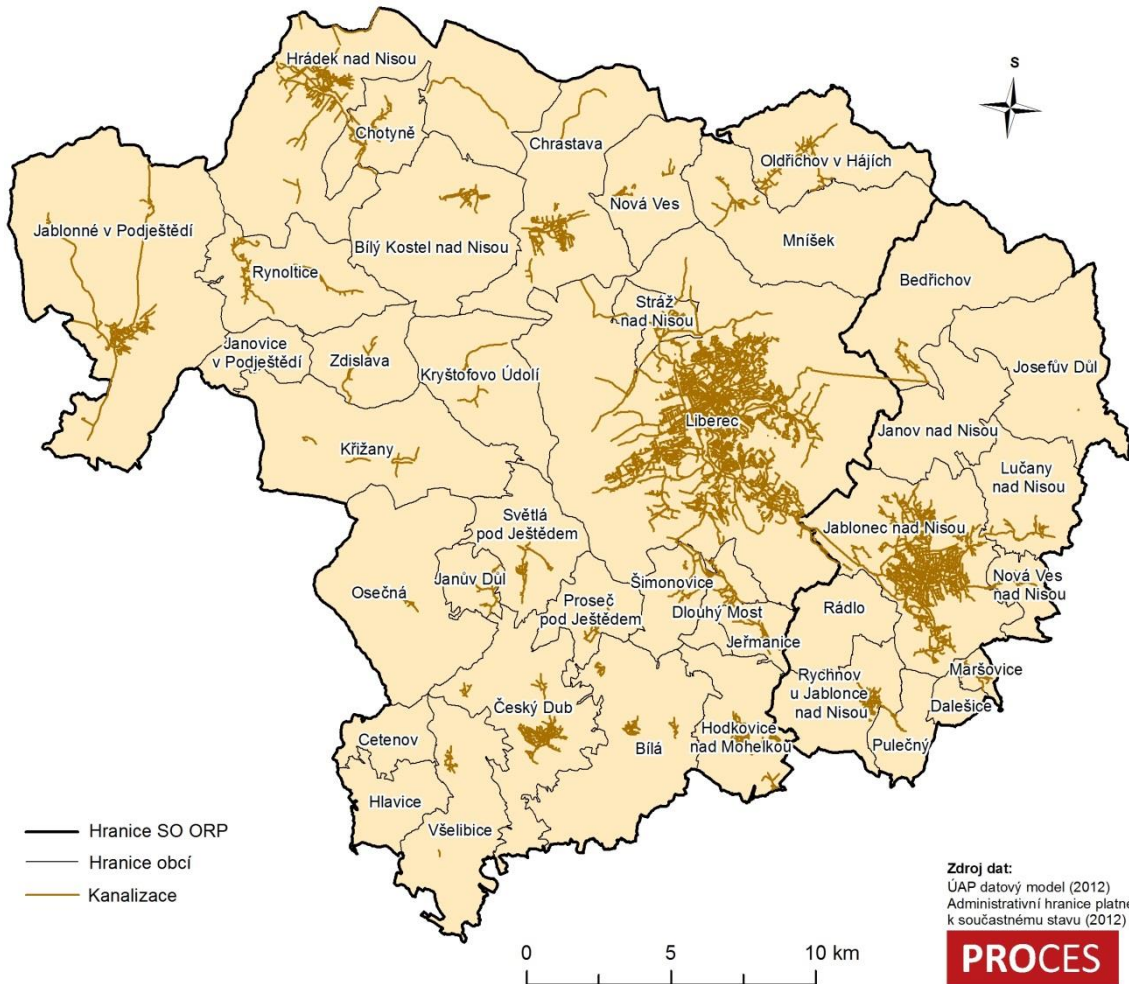 S
Hrádek nad Nisou
Chotyně
Chrastava
Oldřichov v Hájích
Nová Ves
Jablonné v Podještědí
Bílý Kostel nad Nisou
Mníšek
Rynoltice
Bedřichov
Stráž
nad Nisou
Janovice
v Podještědí
Zdislava
Kryštofovo Údolí
Josefův Důl
Liberec
Janov nad Nisou
Křižany
Lučany
nad Nisou
Světlá
pod Ještědem
Jablonec nad Nisou
Osečná
Janův Důl
Šimonovice
Nová Ves
nad Nisou
Proseč
pod Ještědem
Dlouhý Most
Rádlo
Jeřmanice
Maršovice
Rychnov
u Jablonce
nad Nisou
Dalešice
Český Dub
Hodkovice
nad Mohelkou
Cetenov
Bílá
Pulečný
Hlavice
Všelibice
Hranice SO ORP
Hranice obcí
Kanalizace
Zdroj dat:
ÚAP datový model (2012)
Administrativní hranice platné
k součastnému stavu (2012)
0 5 10 km
PROCES